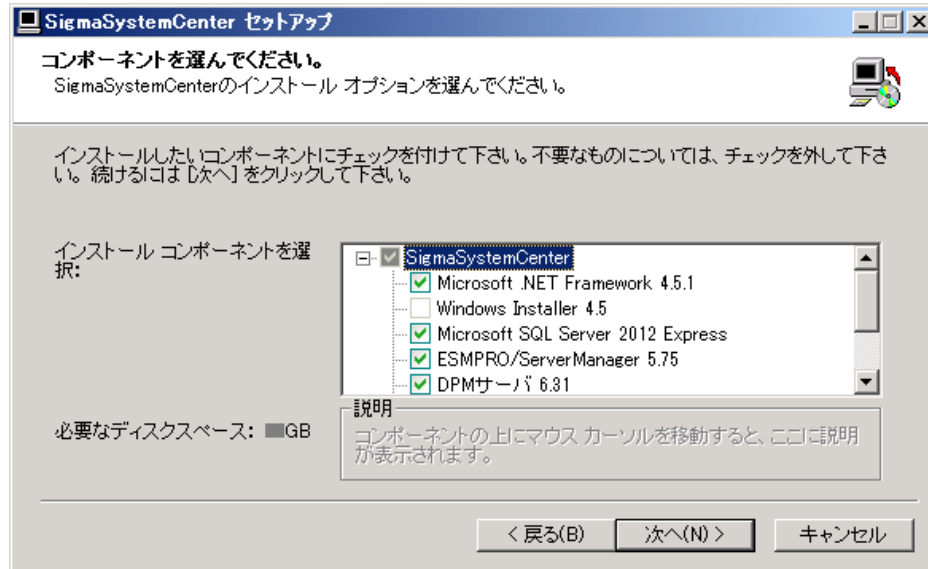 SigmaSystemCenter セットアップ
コンポーネントを選んでください。
SigmaSystemCenterのインストール オプションを選んでください。
インストールしたいコンポーネントにチェックを付けて下さい。不要なものについては、チェックを外して下さ
い。続けるには [次へ] をクリックして下さい。
インストール コンポーネントを選
択:
SigmaSystemCenter
Microsoft .NET Framework 4.5.1
Windows Installer 4.5
Microsoft SQL Server 2012 Express
ESMPRO/ServerManager 5.75
DPMサーバ 6.31
必要なディスクスペース: GB
説明
コンポーネントの上にマウス カーソルを移動すると、ここに説明
が表示されます。
< 戻る(B)
次へ(N) >
キャンセル